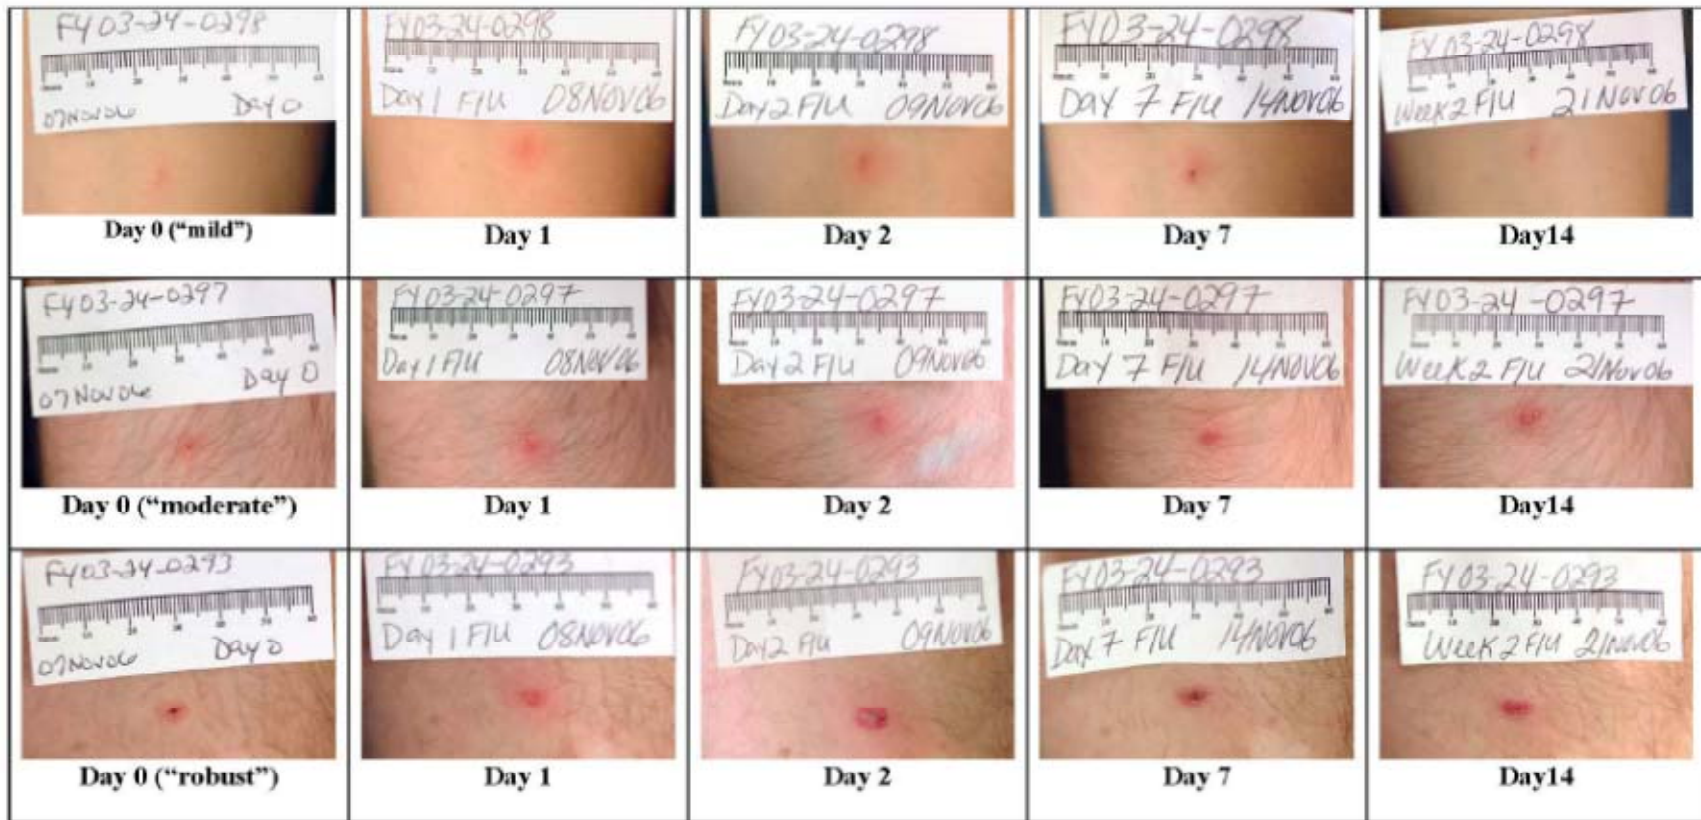 FY03-24-0298
07Nov06 Day 0
Day 0 (“mild”)
FY03-24-0298
Day 1 F/U 08NOV06
Day 1
FY03-24-0298
Day 2 F/U 09NOV06
Day 2
FY03-24-0298
Day 7 F/U 14NOV06
Day 7
FY03-24-0298
Week 2 F/U 21NOV06
Day14
FY03-24-0297
07Nov06 Day 0
Day 0 (“moderate”)
FY03-24-0297
Day 1 F/U 08NOV06
Day 1
FY03-24-0297
Day 2 F/U 09NOV06
Day 2
FY03-24-0297
Day 7 F/U 14NOV06
Day 7
FY03-24-0297
Week 2 F/U 21NOV06
Day14
FY03-24-0293
07Nov06 Day 0
Day 0 (“robust”)
FY03-24-0293
Day 1 F/U 08NOV06
Day 1
FY03-24-0293
Day 2 F/U 09NOV06
Day 2
FY03-24-0293
Day 7 F/U 14NOV06
Day 7
FY03-24-0293
Week 2 F/U 21NOV06
Day14